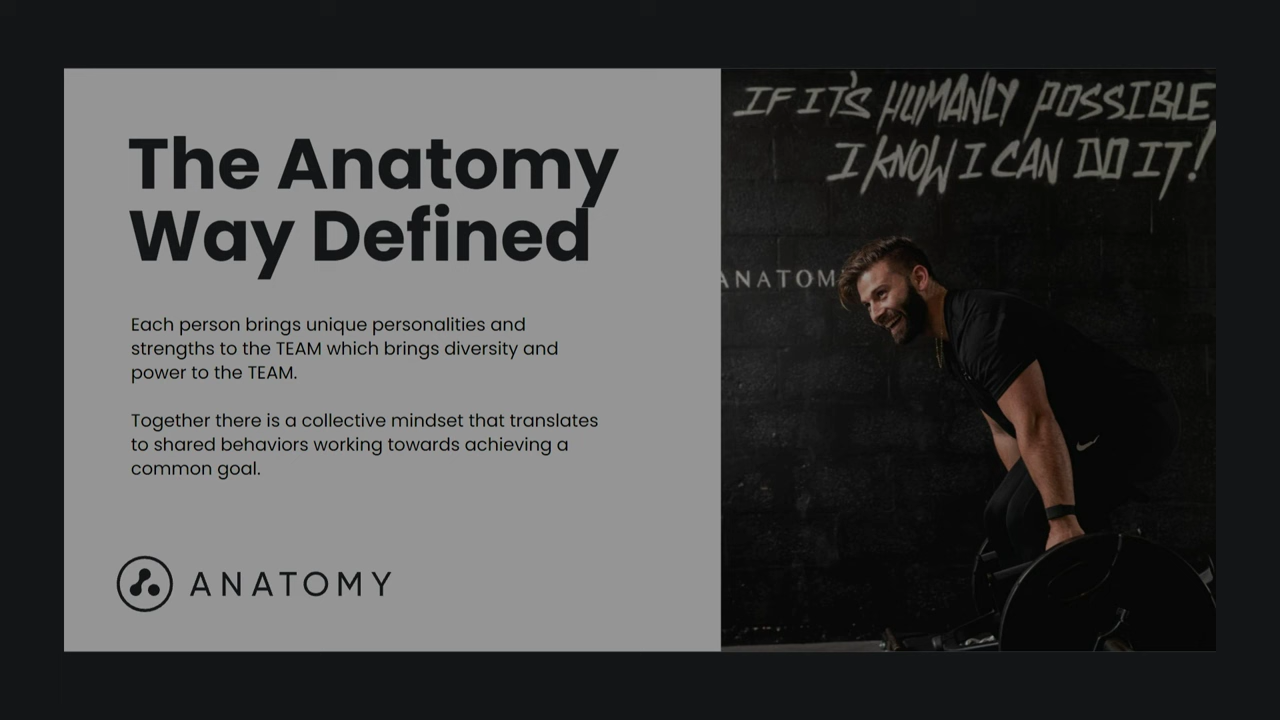 The Anatomy
Way Defined
Each person brings unique personalities and
strengths to the TEAM which brings diversity and
power to the TEAM.
Together there is a collective mindset that translates
to shared behaviors working towards achieving a
common goal.
ANATOMY
IF IT'S HUMANLY POSSIBLE
I KNOW I CAN DO IT!
ANATOM